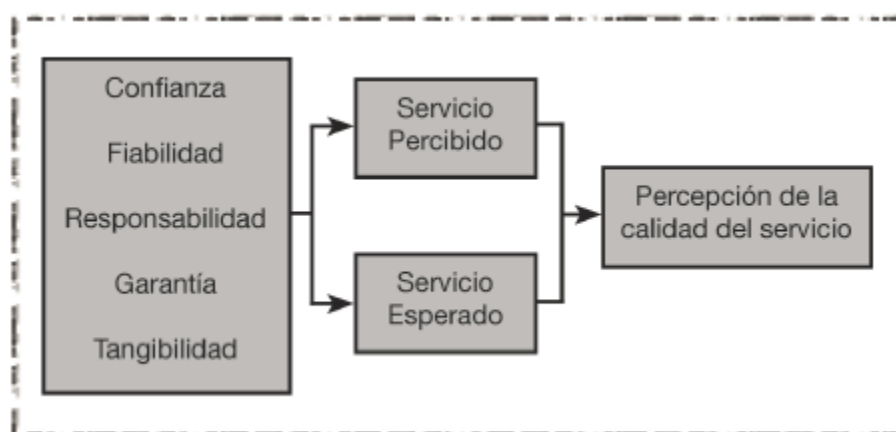 Confianza
Fiabilidad
Responsabilidad
Garantía
Tangibilidad
Servicio
Percibido
Servicio
Esperado
Percepción de la
calidad del servicio